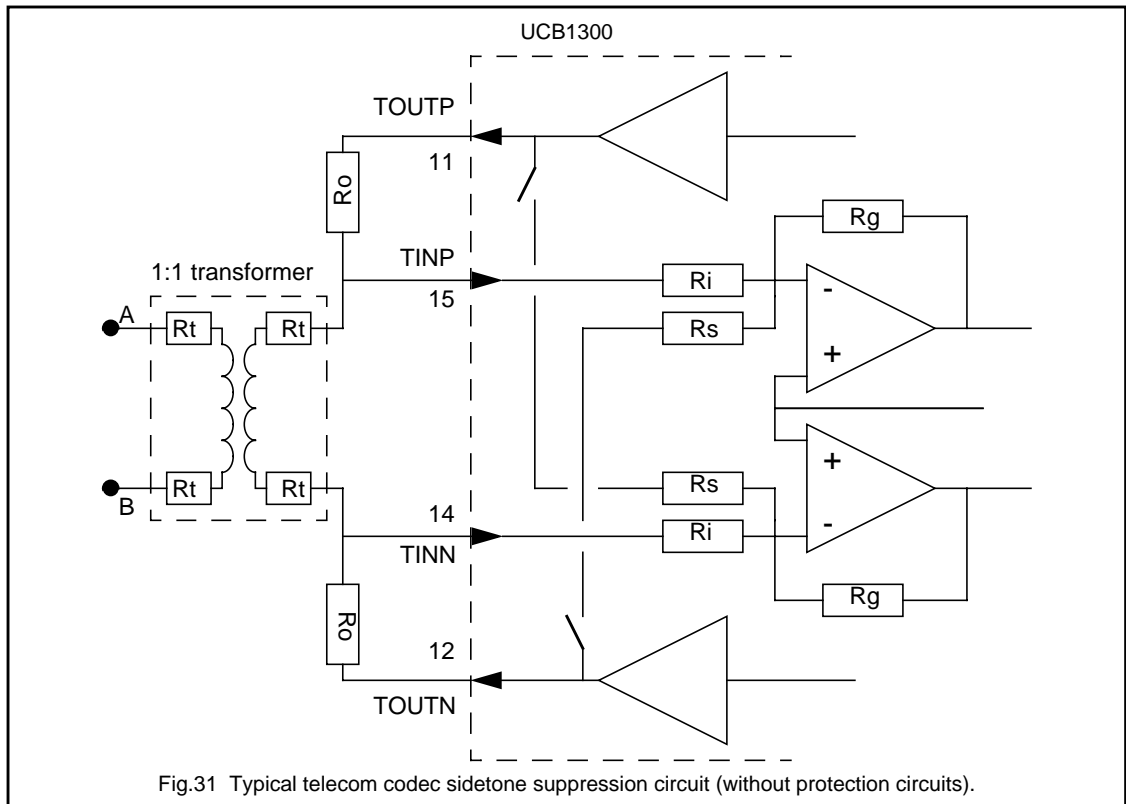 UCB1300
TOUTP
11
Ro
Rg
TINP
15
Ri
1:1 transformer
-
A
Rt
Rt
Rs
+
+
B
Rt
Rt
Rs
14
Ri
-
TINN
Rg
Ro
12
TOUTN
Fig.31 Typical telecom codec sidetone suppression circuit (without protection circuits).